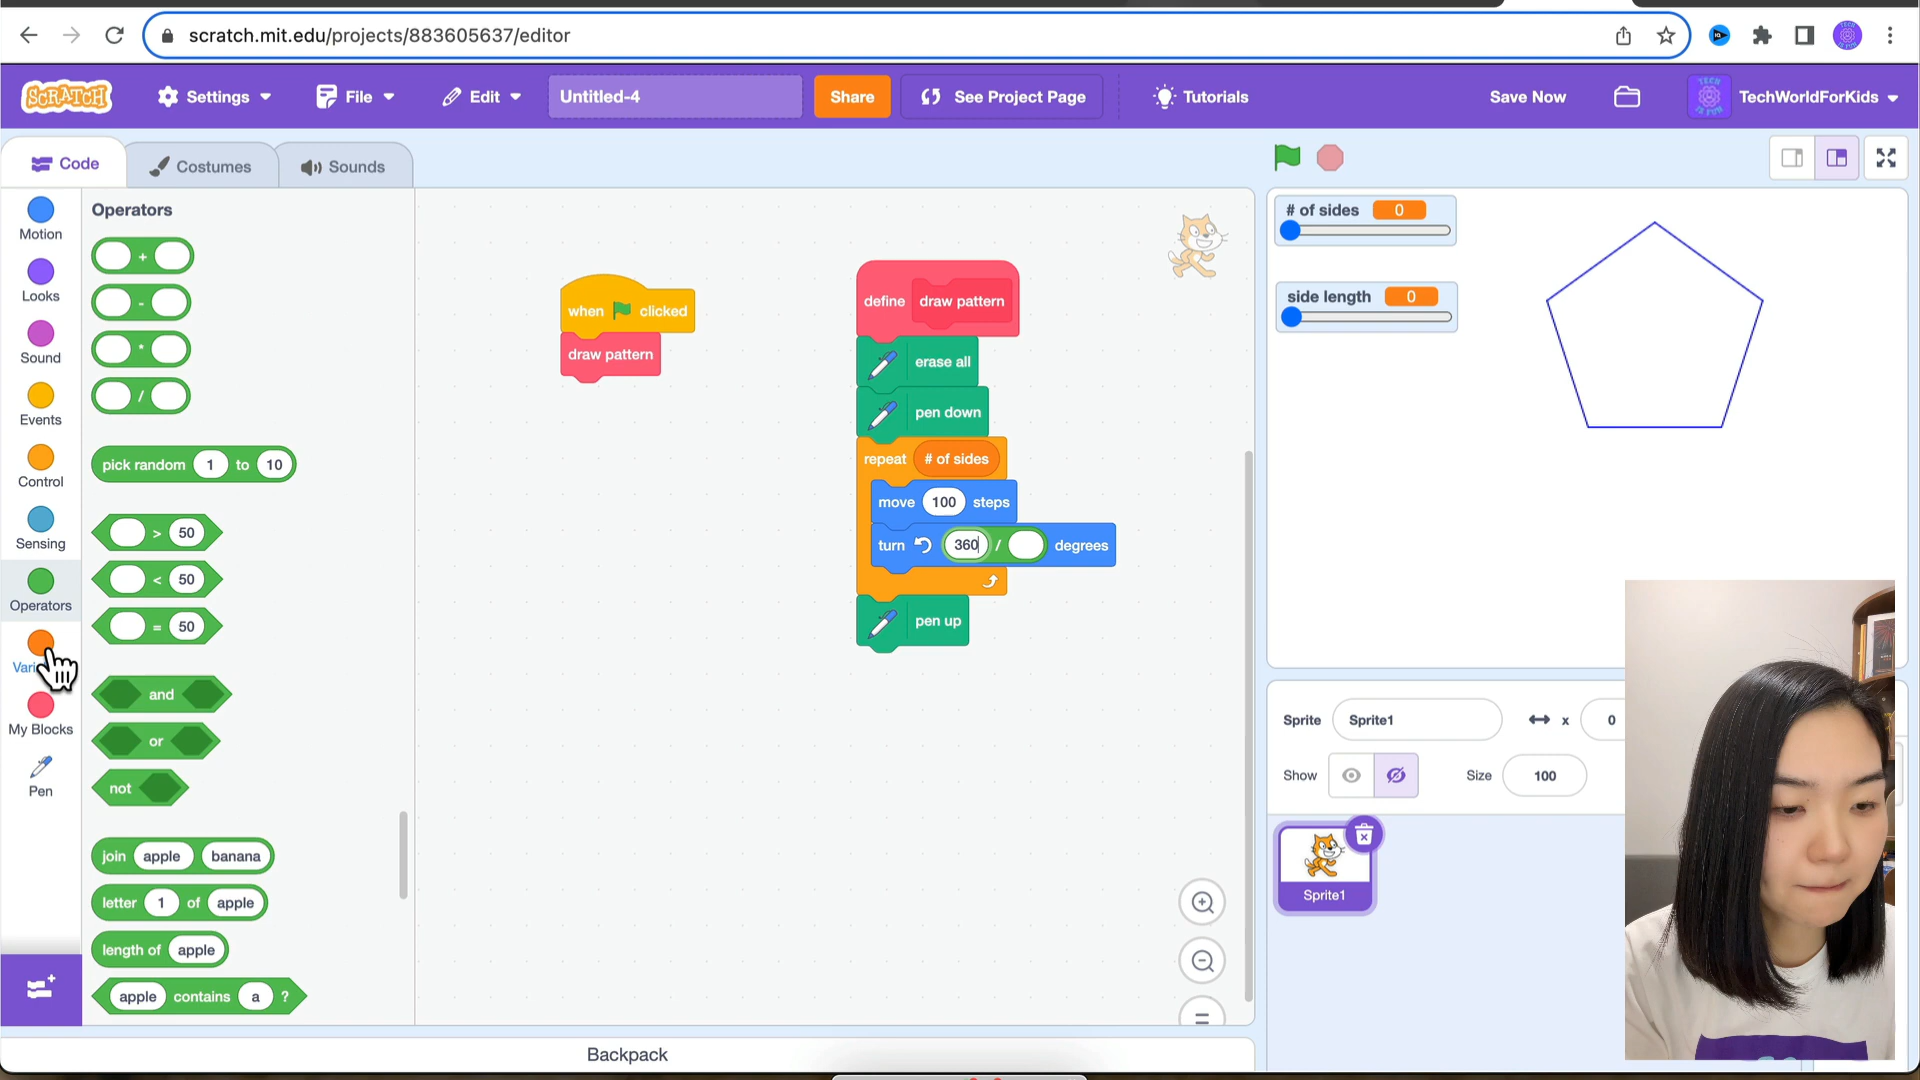 scratch.mit.edu/projects/883605637/editor
SCRATCH
Settings
File
Edit
Untitled-4
Share
See Project Page
Tutorials
Save Now
TechWorldForKids
Code
Costumes
Sounds
Motion
Looks
Sound
Events
Control
Sensing
Operators
My Blocks
Pen
Operators
+
-
*
/
pick random 1 to 10
> 50
< 50
= 50
and
or
not
join apple banana
letter 1 of apple
length of apple
apple contains a ?
when clicked
draw pattern
define draw pattern
erase all
pen down
repeat # of sides
move 100 steps
turn 360 / degrees
pen up
# of sides 0
side length 0
Sprite Sprite1 x 0
Show Size 100
Sprite1
Backpack